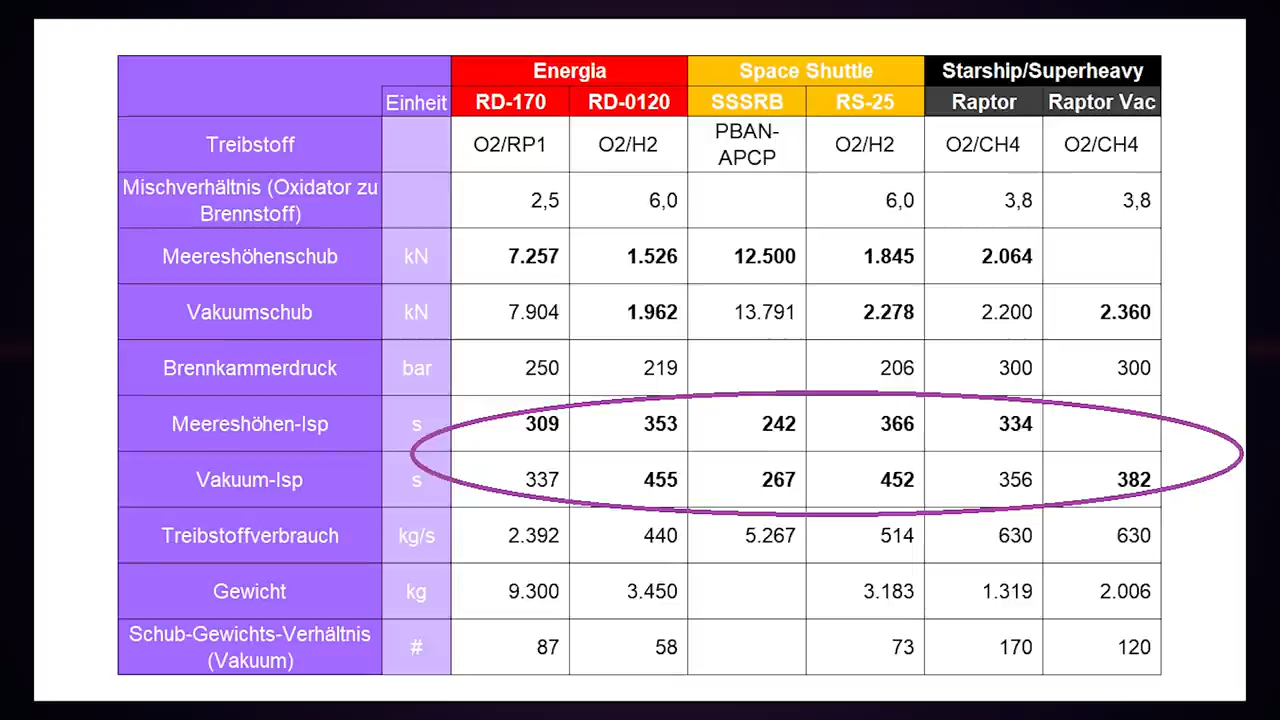 Energia Space Shuttle Starship/Superheavy
Einheit RD-170 RD-0120 SSSRB RS-25 Raptor Raptor Vac
Treibstoff O2/RP1 O2/H2 PBAN-APCP O2/H2 O2/CH4 O2/CH4
Mischverhältnis (Oxidator zu Brennstoff) 2,5 6,0 6,0 3,8 3,8
Meereshöhenschub kN 7.257 1.526 12.500 1.845 2.064
Vakuumschub kN 7.904 1.962 13.791 2.278 2.200 2.360
Brennkammerdruck bar 250 219 206 300 300
Meereshöhen-Isp s 309 353 242 366 334
Vakuum-Isp s 337 455 267 452 356 382
Treibstoffverbrauch kg/s 2.392 440 5.267 514 630 630
Gewicht kg 9.300 3.450 3.183 1.319 2.006
Schub-Gewichts-Verhältnis (Vakuum) # 87 58 73 170 120